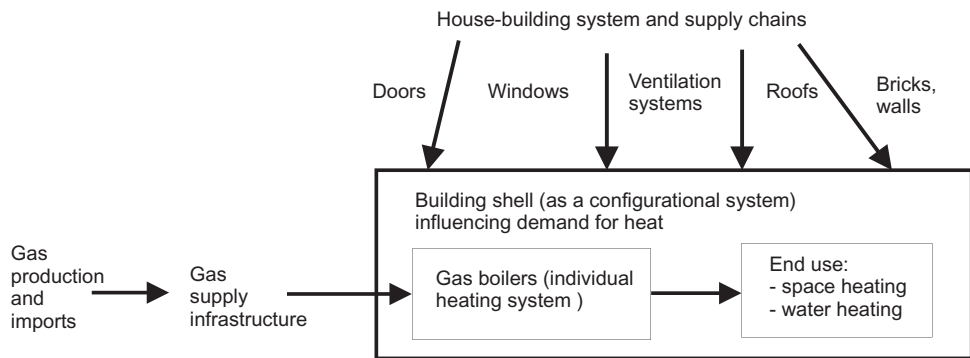 House-building system and supply chains
Doors
Windows
Ventilation
systems
Roofs
Bricks,
walls
Building shell (as a configurational system)
influencing demand for heat
Gas
production
and
imports
Gas
supply
infrastructure
Gas boilers (individual
heating system )
End use:
- space heating
- water heating